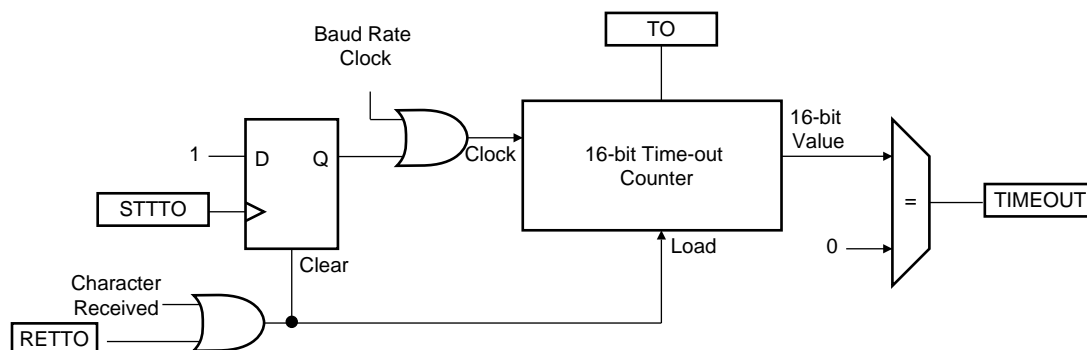 TO
Baud Rate
Clock
16-bit
Value
1
D
Q
Clock
16-bit Time-out
Counter
STTTO
=
TIMEOUT
Clear
Load
0
Character
Received
RETTO